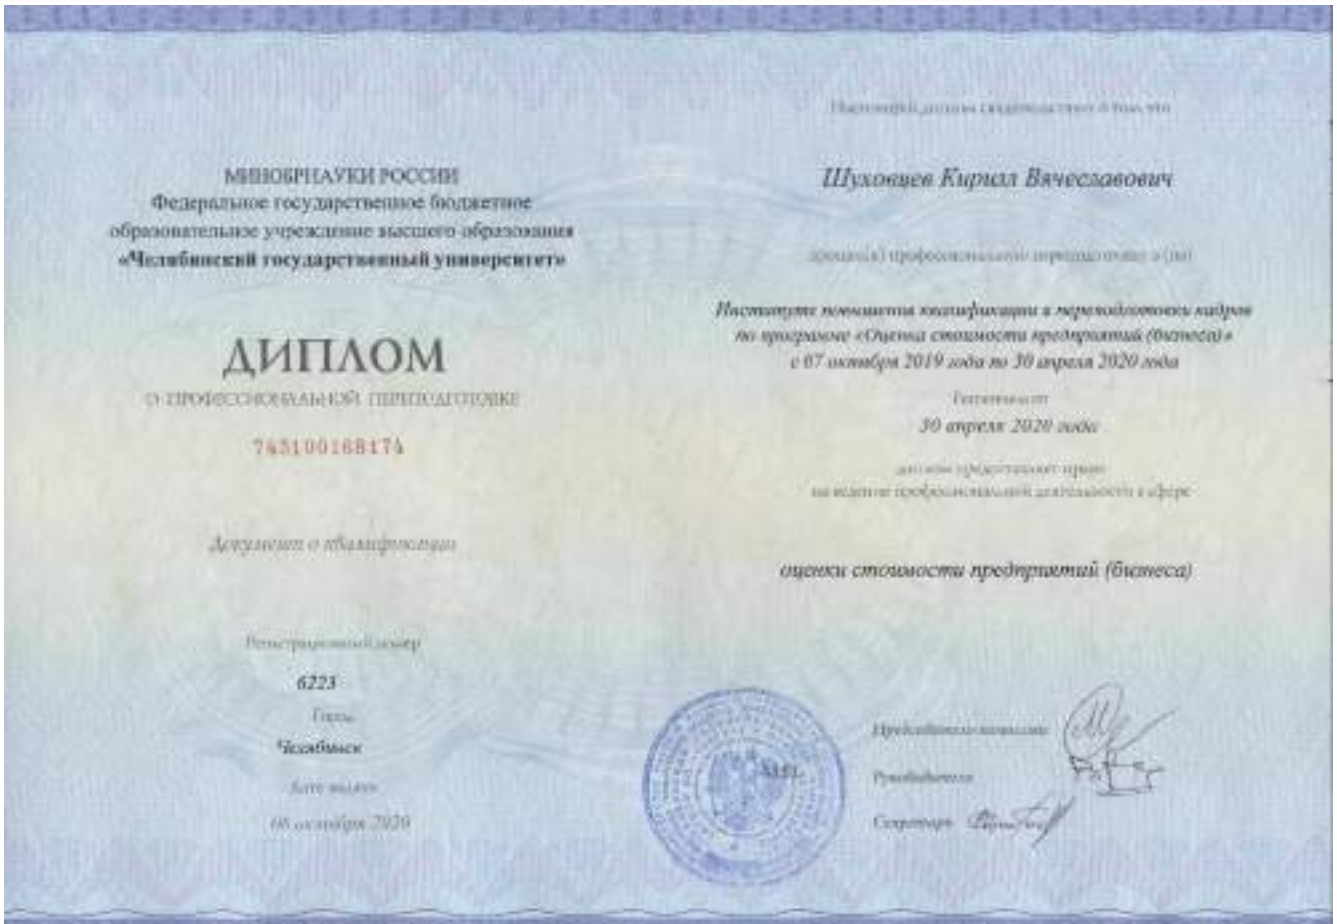 МИНОБРНАУКИ РОССИИ
Федеральное государственное бюджетное
образовательное учреждение высшего образования
«Челябинский государственный университет»
ДИПЛОМ
О ПРОФЕССИОНАЛЬНОЙ ПЕРЕПОДГОТОВКЕ
743100168174
Документ о квалификации
Регистрационный номер
6223
Город
Челябинск
Дата выдачи
октября 2020
Настоящий диплом свидетельствует о том, что
Шуховцев Кирилл Вячеславович
прошел(а) профессиональную переподготовку в (на)
Институте повышения квалификации и переподготовки кадров
по программе «Оценка стоимости предприятий (бизнеса)»
с 07 октября 2019 года по 30 апреля 2020 года
30 апреля 2020 года
диплом предоставляет право
на ведение профессиональной деятельности в сфере
оценки стоимости предприятий (бизнеса)
Председатель комиссии
Руководитель
Секретарь